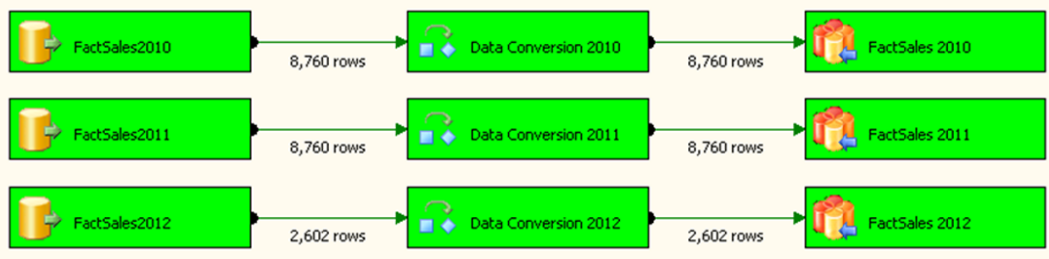 FactSales2010
8,760 rows
Data Conversion 2010
8,760 rows
FactSales 2010
FactSales2011
8,760 rows
Data Conversion 2011
8,760 rows
FactSales 2011
FactSales2012
2,602 rows
Data Conversion 2012
2,602 rows
FactSales 2012